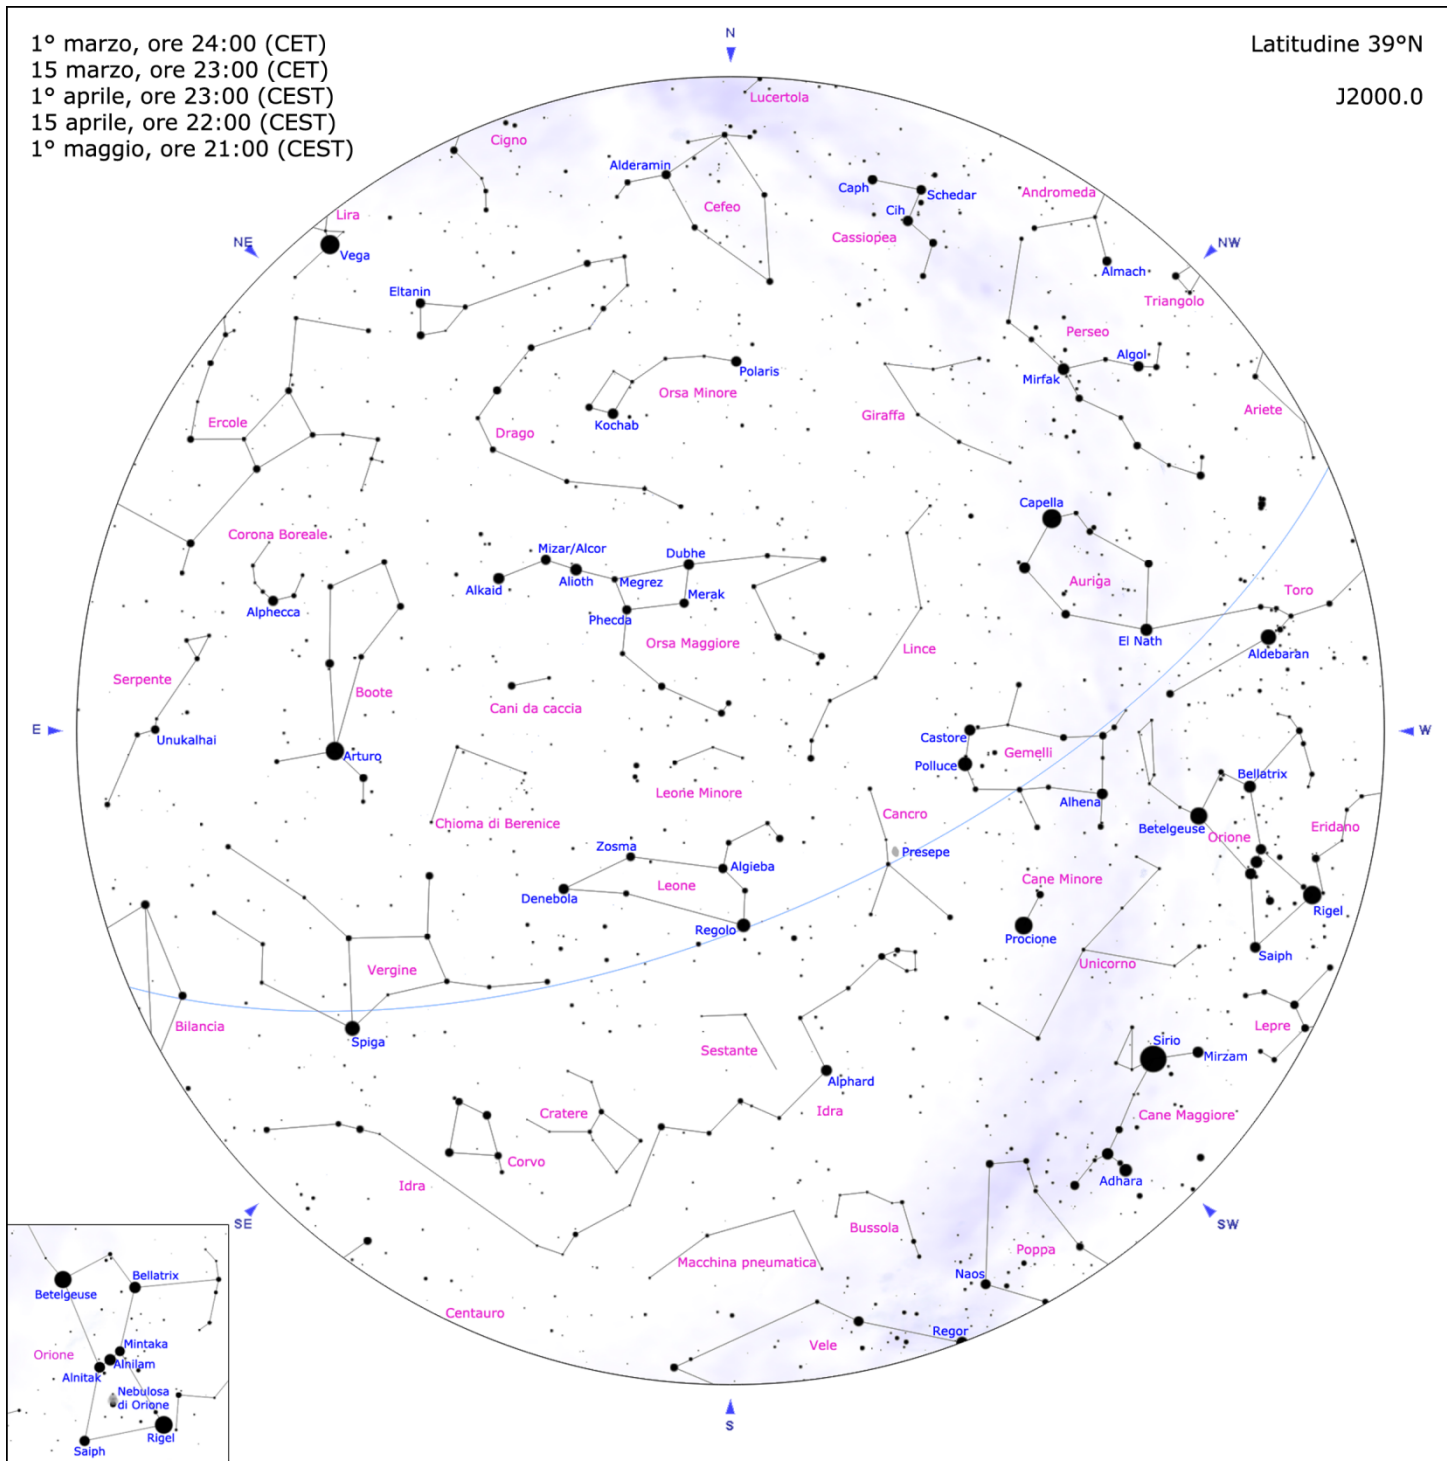 N
1° marzo, ore 24:00 (CET)
15 marzo, ore 23:00 (CET)
1° aprile, ore 23:00 (CEST)
15 aprile, ore 22:00 (CEST)
1° maggio, ore 21:00 (CEST)
Latitudine 39°N
J2000.0
Lucertola
Cigno
Alderamin
Caph
Schedar
Andromeda
Cefeo
Cih
Lira
Cassiopea
NE
Vega
NW
Almach
Eltanin
Triangolo
Perseo
Algol
Polaris
Mirfak
Orsa Minore
Ariete
Giraffa
Ercole
Kochab
Drago
Capella
Corona Boreale
Mizar/Alcor
Dubhe
Alkaid
Alioth
Megrez
Auriga
Toro
Merak
Alphecca
Phecda
El Nath
Orsa Maggiore
Lince
Aldebaran
Serpente
Boote
Cani da caccia
E
Unukalhai
Castore
W
Arturo
Gemelli
Polluce
Bellatrix
Leone Minore
Alhena
Cancro
Chioma di Berenice
Betelgeuse
Eridano
Orione
Zosma
Presepe
Algieba
Cane Minore
Leone
Denebola
Rigel
Regolo
Procione
Saiph
Vergine
Unicorno
Bilancia
Lepre
Spiga
Sirio
Sestante
Mirzam
Alphard
Cratere
Idra
Cane Maggiore
Corvo
Adhara
Idra
SE
SW
Bussola
Poppa
Macchina pneumatica
Naos
Centauro
Regor
Vele
S
Bellatrix
Betelgeuse
Mintaka
Orione
Alnilam
Alnitak
Nebulosa
di Orione
Rigel
Saiph